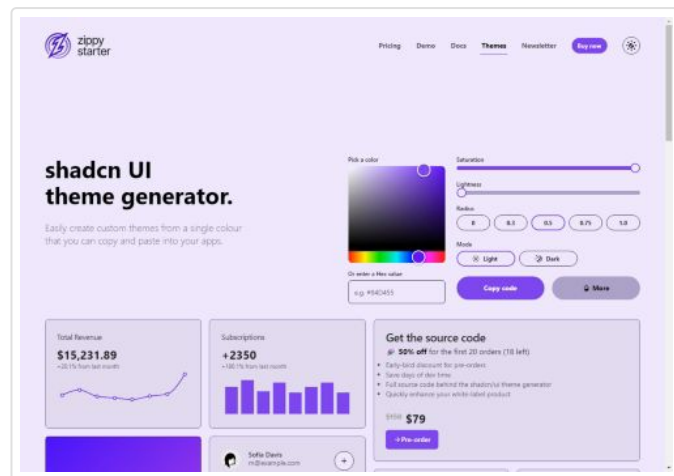 zippy
starter
Pricing
Demo
Docs
Themes
Newsletter
Buy now
shadcn UI
theme generator.
Easily create custom themes from a single colour
that you can copy and paste into your apps.
Pick a color
Or enter a Hex value
e.g. #840455
Saturation
Lightness
Radius
0
0.3
0.5
0.75
1.0
Mode
Light
Dark
Copy code
More
Total Revenue
$15,231.89
+20.1% from last month
Subscriptions
+2350
+180.1% from last month
Get the source code
50% off for the first 20 orders (18 left)
Early-bird discount for pre-orders
Save days of dev time
Full source code behind the shadcn/ui theme generator
Quickly enhance your white-label product
$150 $79
Pre-order
Sofia Davis
m@example.com